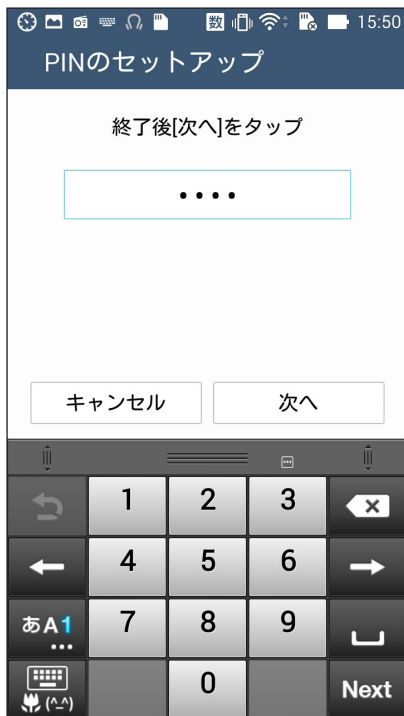 数 15:50
PINのセットアップ
終了後[次へ]をタップ
••••
キャンセル 次へ
1 2 3
4 5 6
あA1 7 8 9
(^_^) 0 Next